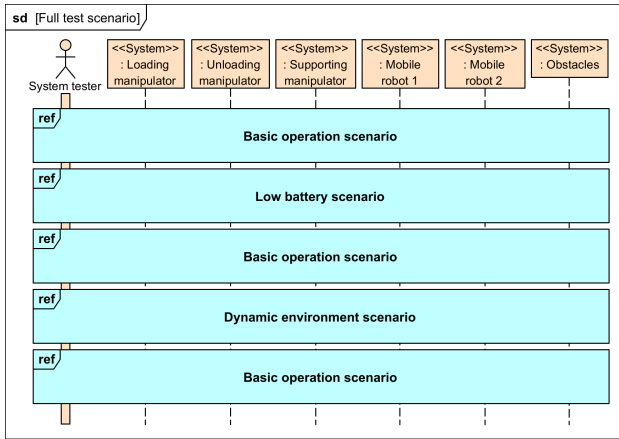 sd [Full test scenario]
System tester
<<System>>
: Loading
manipulator
<<System>>
: Unloading
manipulator
<<System>>
: Supporting
manipulator
<<System>>
: Mobile
robot 1
<<System>>
: Mobile
robot 2
<<System>>
: Obstacles
ref
Basic operation scenario
ref
Low battery scenario
ref
Basic operation scenario
ref
Dynamic environment scenario
ref
Basic operation scenario